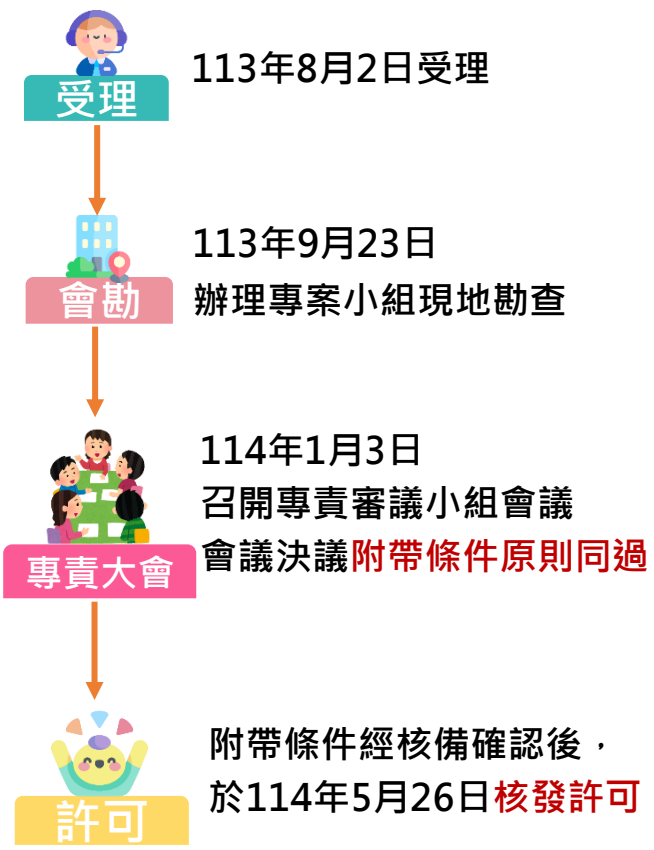 受理
113年8月2日受理
會勘
113年9月23日
辦理專案小組現地勘查
專責大會
114年1月3日
召開專責審議小組會議
會議決議附帶條件原則同過
許可
附帶條件經核備確認後，
於114年5月26日核發許可